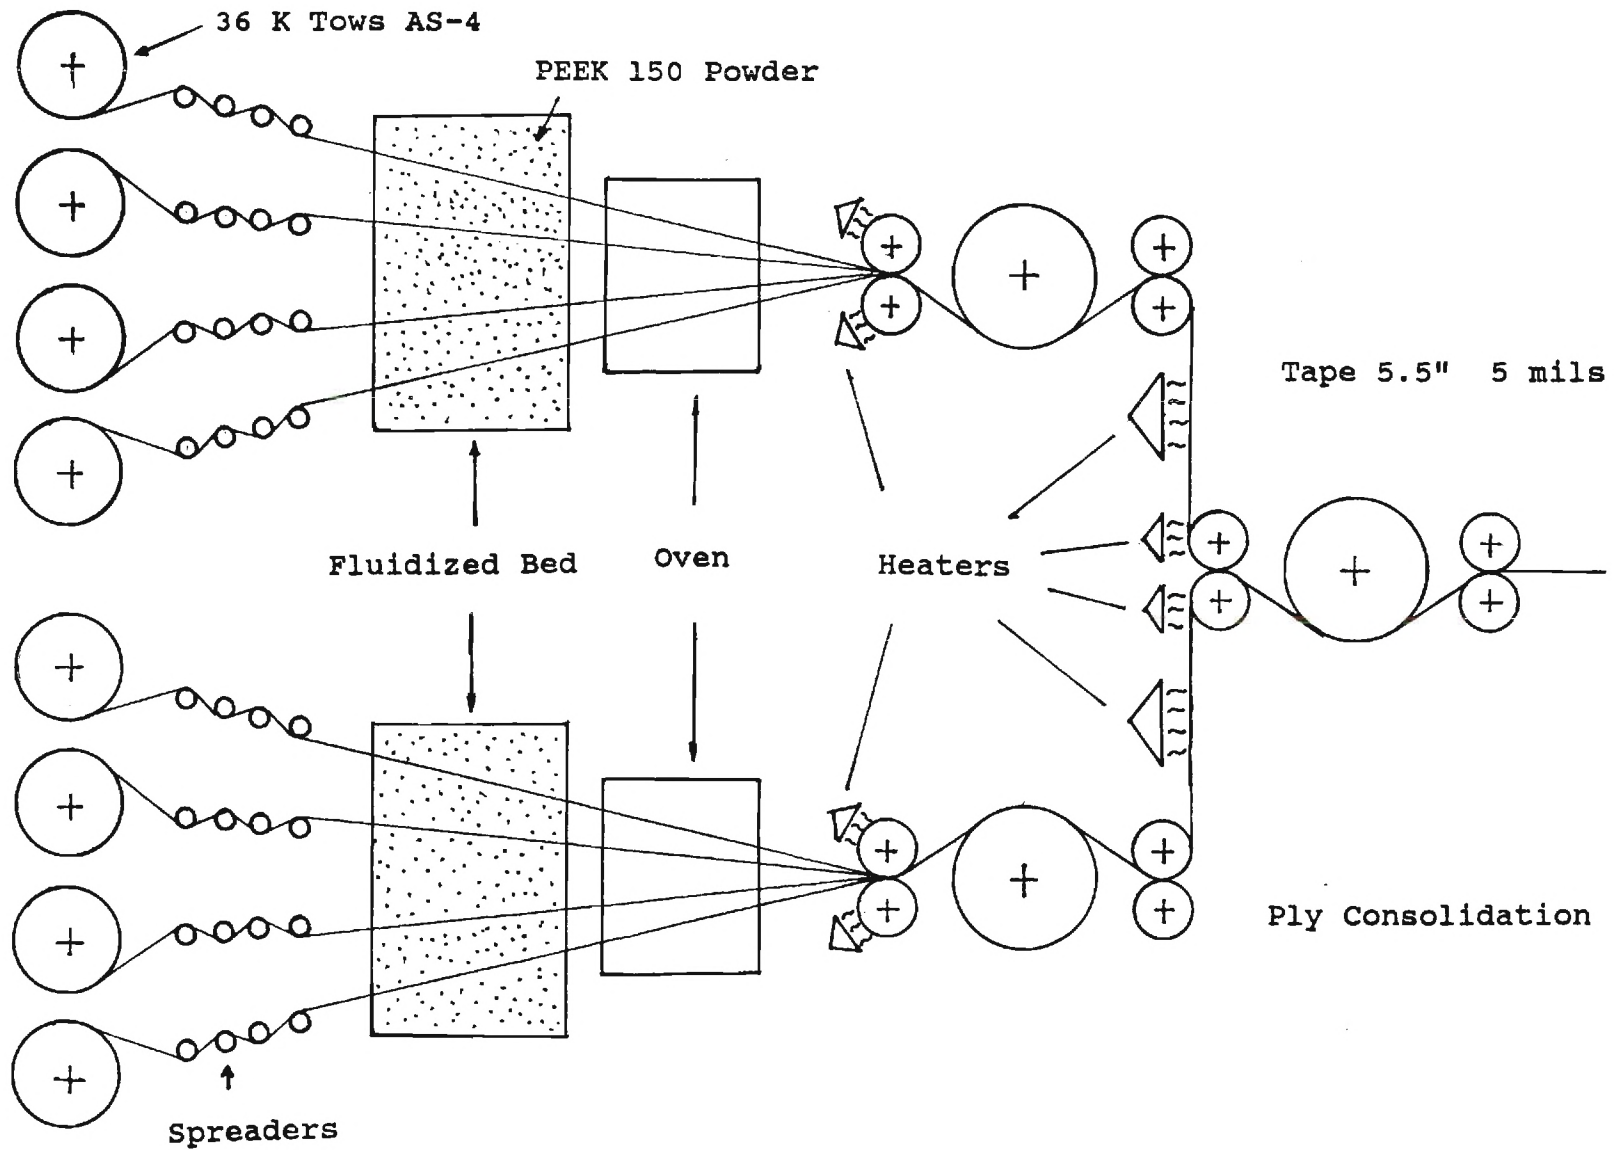 36 K Tows AS-4
PEEK 150 Powder
Tape 5.5" 5 mils
Fluidized Bed
Oven
Heaters
Ply Consolidation
Spreaders